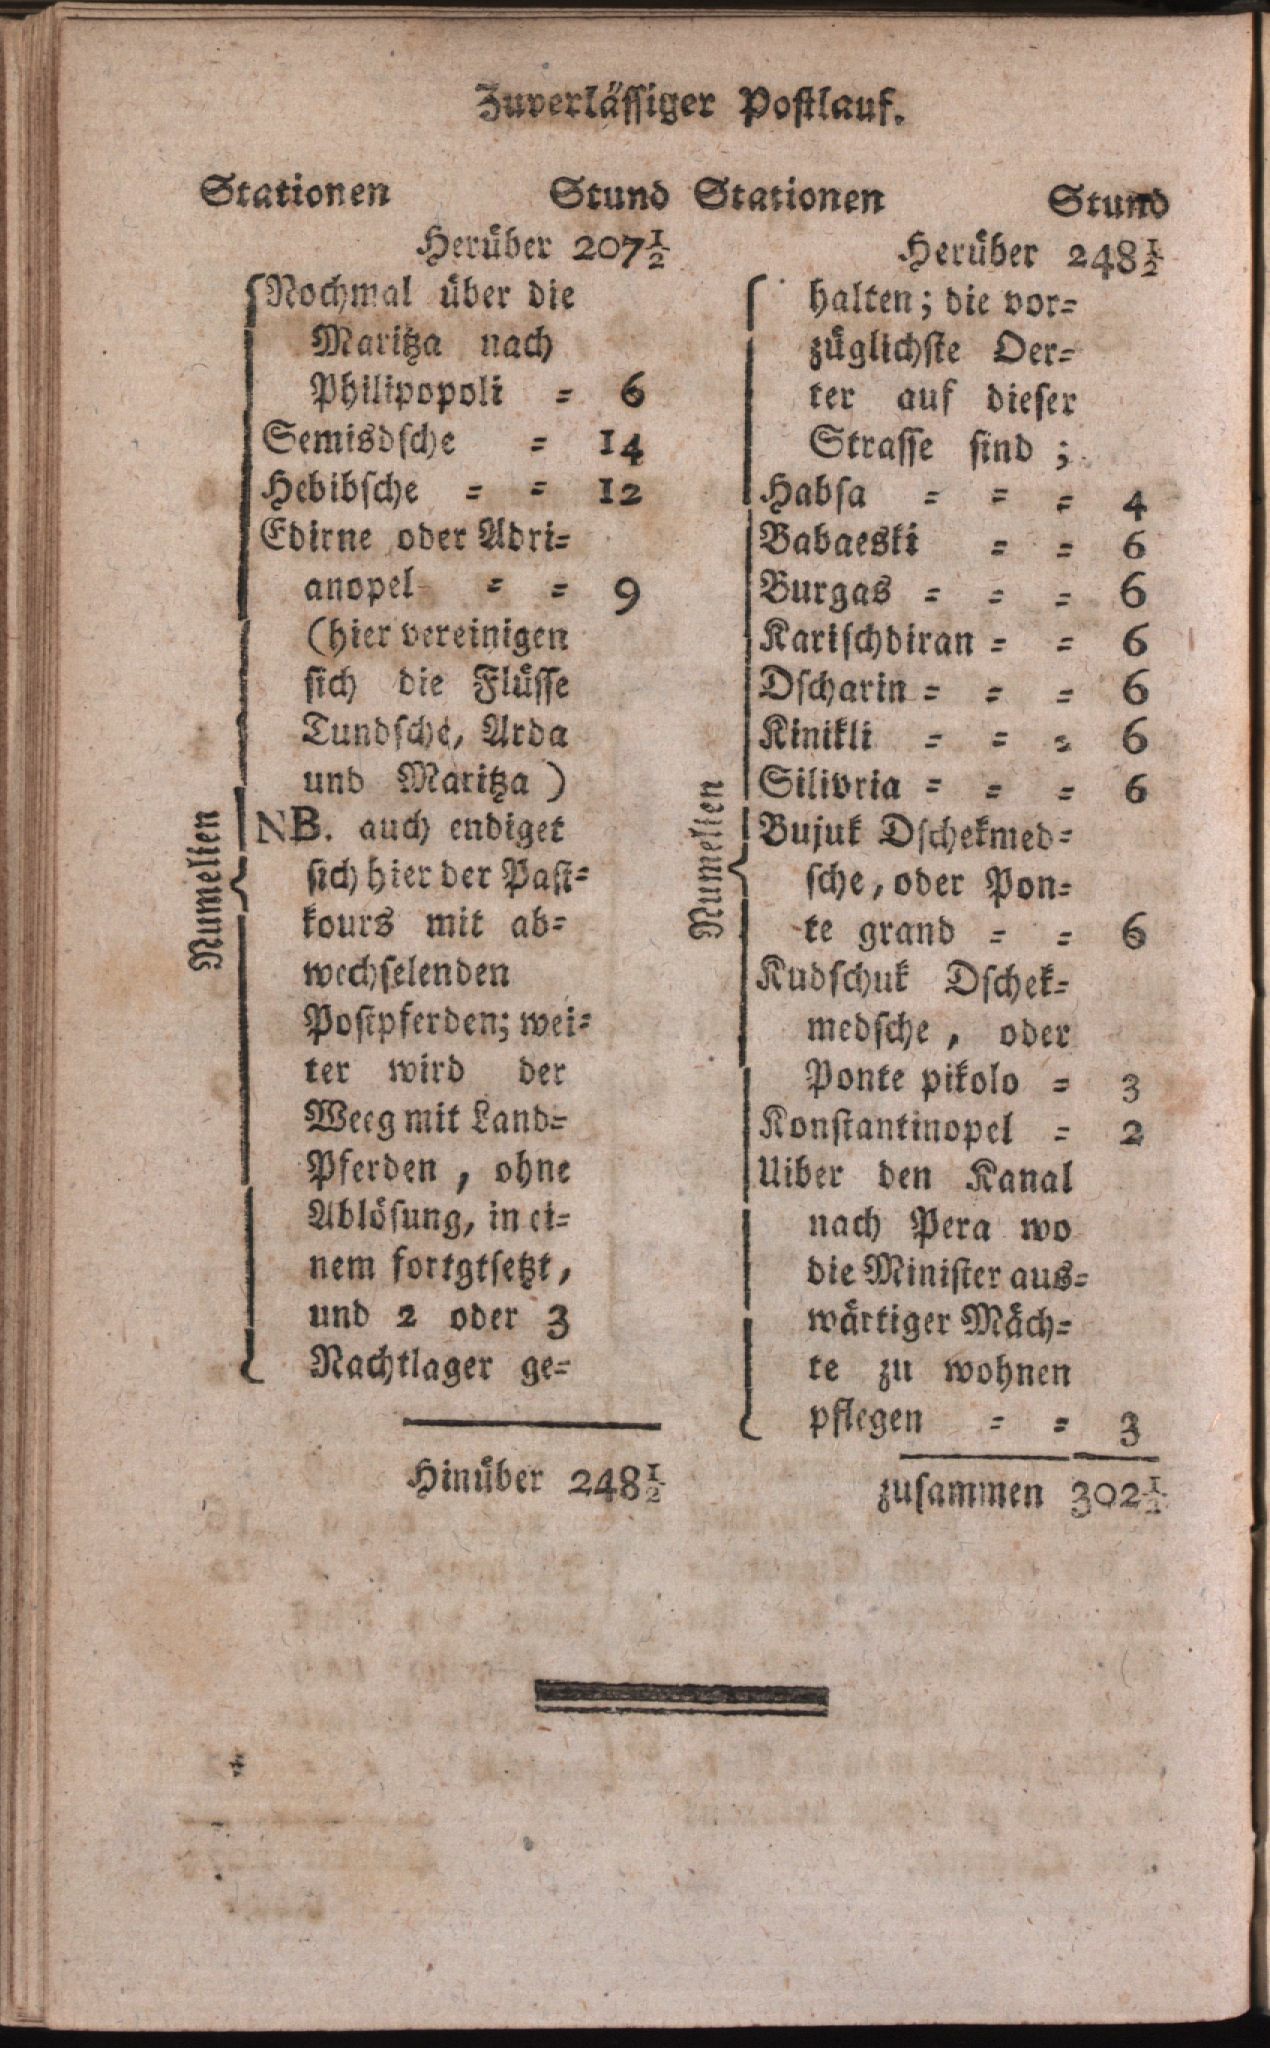 Zuverläſſiger Poſtlauf.
Stationen Stund
Herüber 207½
Rumelien
Nochmal über die
Maritza nach
Philipopoli = 6
Semisdſche = 14
Hebibſche = = 12
Edirne oder Adri=
anopel = = 9
(hier vereinigen
ſich die Flüſſe
Tundſche, Arda
und Maritza)
NB. auch endiget
ſich hier der Paſt=
kours mit ab=
wechſelenden
Poſtpferden; wei=
ter wird der
Weeg mit Land=
Pferden, ohne
Ablöſung, in ei=
nem fortgtſetzt,
und 2 oder 3
Nachtlager ge=
Hinüber 248½
Stationen Stund
Herüber 248½
Rumelien
halten; die vor=
züglichſte Oer=
ter auf dieſer
Straſſe ſind;
Habſa = = = 4
Babaeski = = 6
Burgas = = = 6
Kariſchdiran = = 6
Dſcharin = = = 6
Kinikli = = = 6
Silivria = = = 6
Bujuk Dſchekmed=
ſche, oder Pon=
te grand = = 6
Kudſchuk Dſchek=
medſche, oder
Ponte pikolo = 3
Konſtantinopel = 2
Uiber den Kanal
nach Pera wo
die Miniſter aus=
wärtiger Mäch=
te zu wohnen
pflegen = = 3
zuſammen 302½